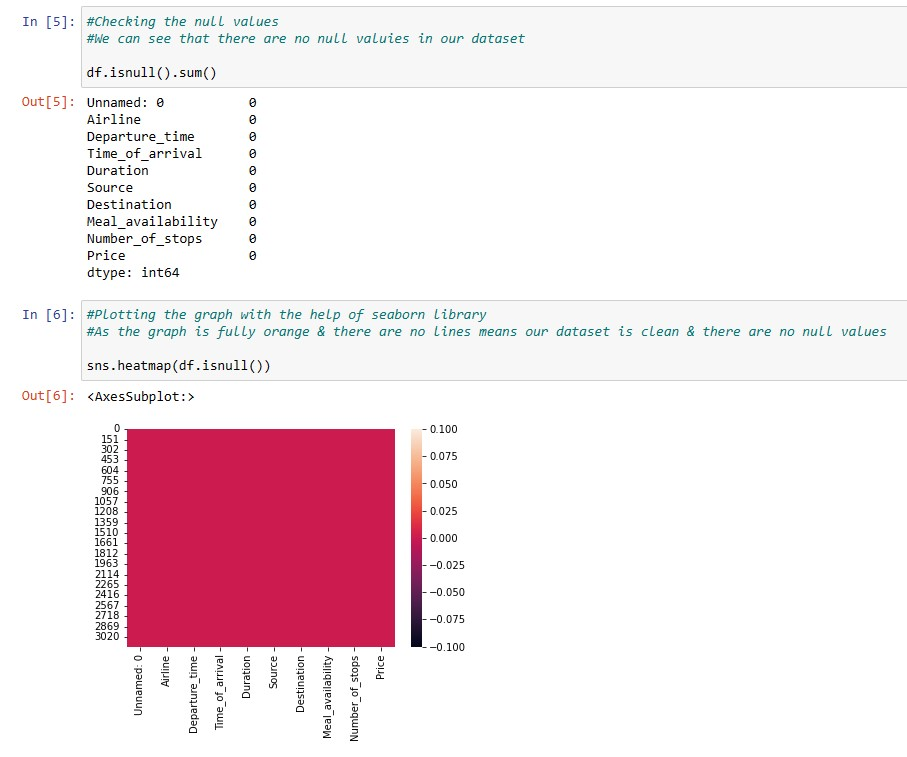 In [5]: #Checking the null values
#We can see that there are no null valuies in our dataset
df.isnull().sum()
Out[5]: Unnamed: 0 0
Airline 0
Departure_time 0
Time_of_arrival 0
Duration 0
Source 0
Destination 0
Meal_availability 0
Number_of_stops 0
Price 0
dtype: int64
In [6]: #Plotting the graph with the help of seaborn library
#As the graph is fully orange & there are no lines means our dataset is clean & there are no null values
sns.heatmap(df.isnull())
Out[6]: <AxesSubplot:>
0
151
302
453
604
755
906
1057
1208
1359
1510
1661
1812
1963
2114
2265
2416
2567
2718
2869
3020
0.100
0.075
0.050
0.025
0.000
−0.025
−0.050
−0.075
−0.100
Unnamed: 0
Airline
Departure_time
Time_of_arrival
Duration
Source
Destination
Meal_availability
Number_of_stops
Price